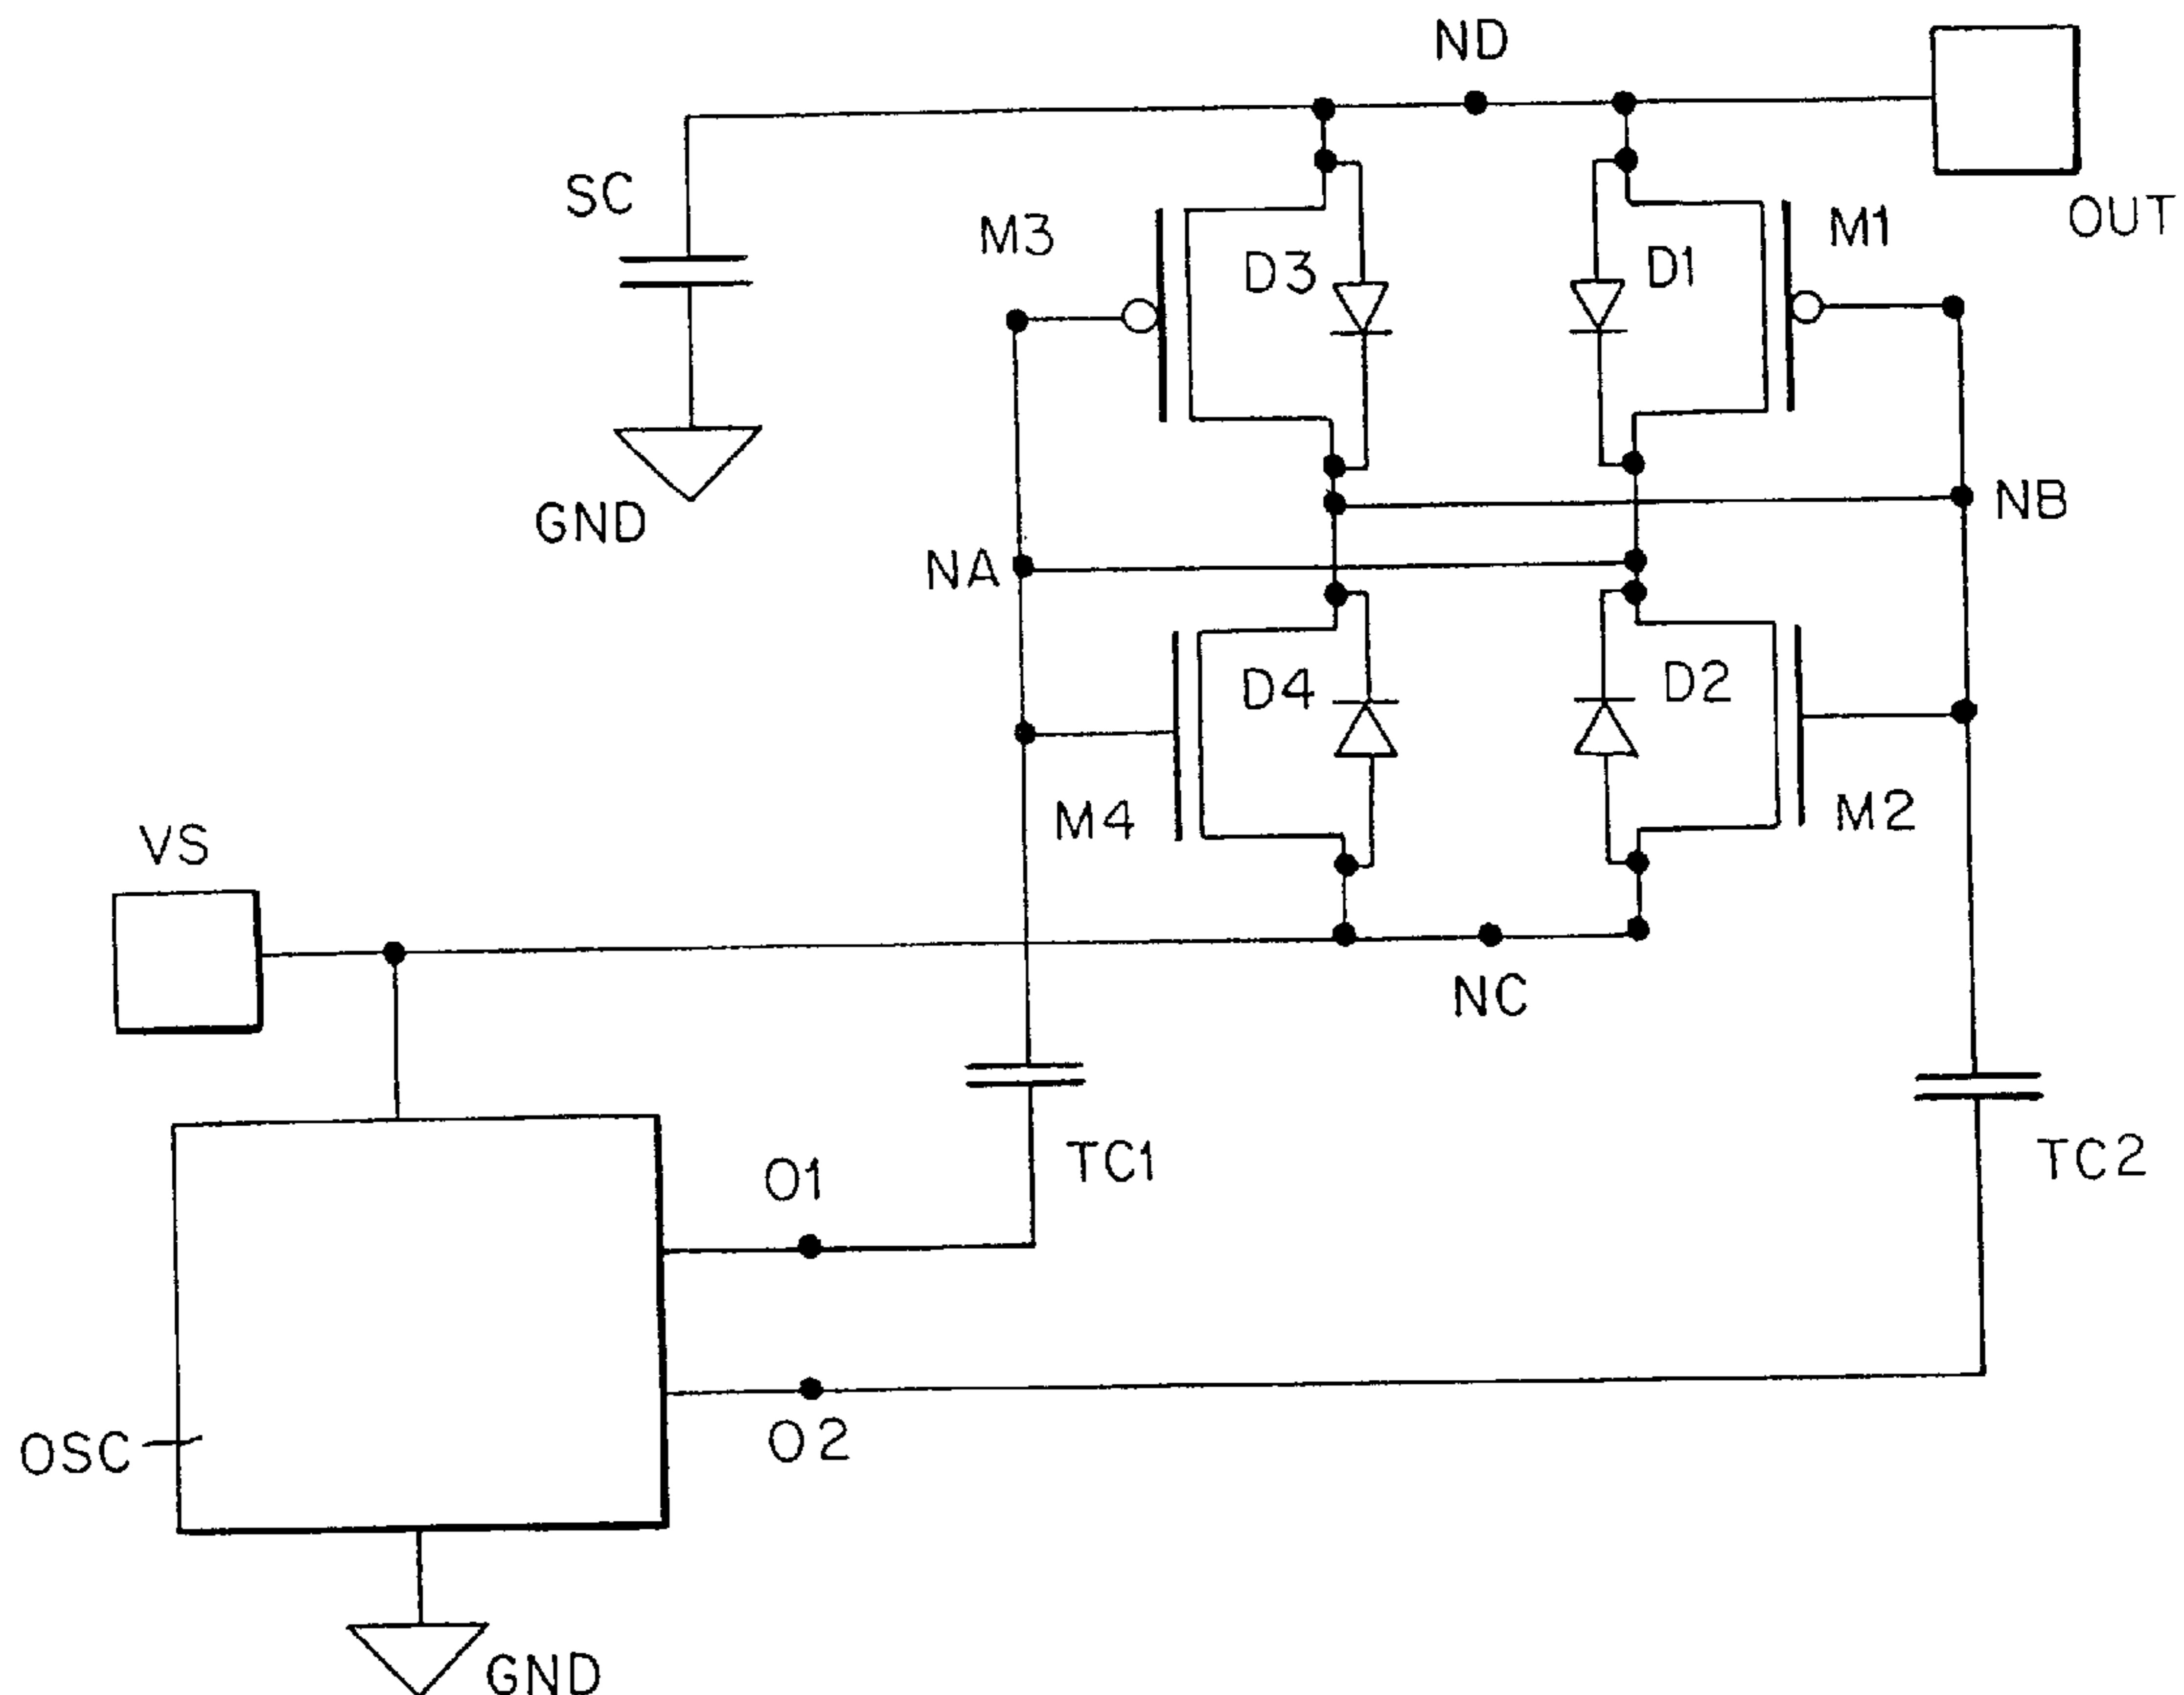 ND
SC
M3
D3
D1
M1
OUT
GND
NB
NA
D4
D2
M4
M2
VS
NC
O1
TC1
TC2
O2
OSC
GND